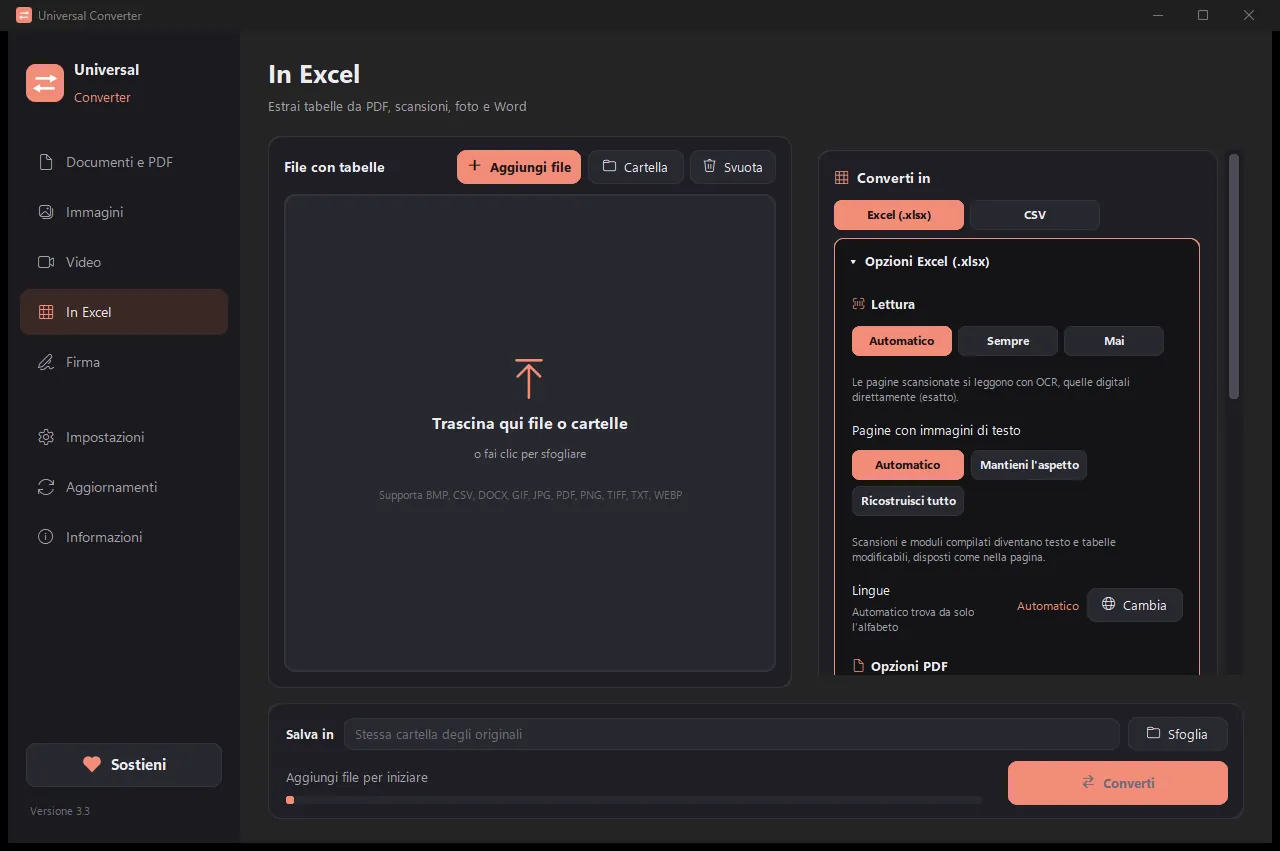 Universal Converter
Universal
Converter
Documenti e PDF
Immagini
Video
In Excel
Firma
Impostazioni
Aggiornamenti
Informazioni
Sostieni
Versione 3.3
In Excel
Estrai tabelle da PDF, scansioni, foto e Word
File con tabelle
Aggiungi file
Cartella
Svuota
Trascina qui file o cartelle
o fai clic per sfogliare
Supporta BMP, CSV, DOCX, GIF, JPG, PDF, PNG, TIFF, TXT, WEBP
Converti in
Excel (.xlsx)
CSV
Opzioni Excel (.xlsx)
Lettura
Automatico
Sempre
Mai
Le pagine scansionate si leggono con OCR, quelle digitali
direttamente (esatto).
Pagine con immagini di testo
Automatico
Mantieni l'aspetto
Ricostruisci tutto
Scansioni e moduli compilati diventano testo e tabelle
modificabili, disposti come nella pagina.
Lingue
Automatico trova da solo
l'alfabeto
Automatico
Cambia
Opzioni PDF
Salva in
Stessa cartella degli originali
Sfoglia
Aggiungi file per iniziare
Converti